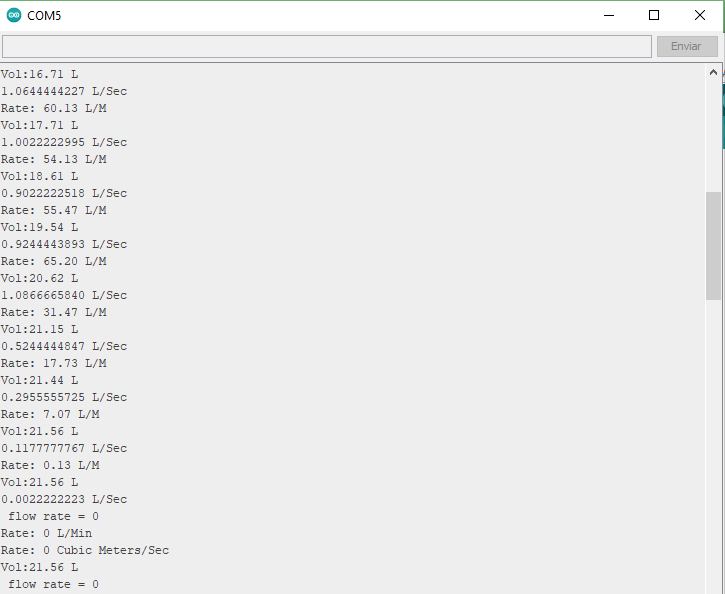 COM5
Enviar
Vol:16.71 L
1.0644444227 L/Sec
Rate: 60.13 L/M
Vol:17.71 L
1.0022222995 L/Sec
Rate: 54.13 L/M
Vol:18.61 L
0.9022222518 L/Sec
Rate: 55.47 L/M
Vol:19.54 L
0.9244443893 L/Sec
Rate: 65.20 L/M
Vol:20.62 L
1.0866665840 L/Sec
Rate: 31.47 L/M
Vol:21.15 L
0.5244444847 L/Sec
Rate: 17.73 L/M
Vol:21.44 L
0.2955555725 L/Sec
Rate: 7.07 L/M
Vol:21.56 L
0.1177777767 L/Sec
Rate: 0.13 L/M
Vol:21.56 L
0.0022222223 L/Sec
flow rate = 0
Rate: 0 L/Min
Rate: 0 Cubic Meters/Sec
Vol:21.56 L
flow rate = 0